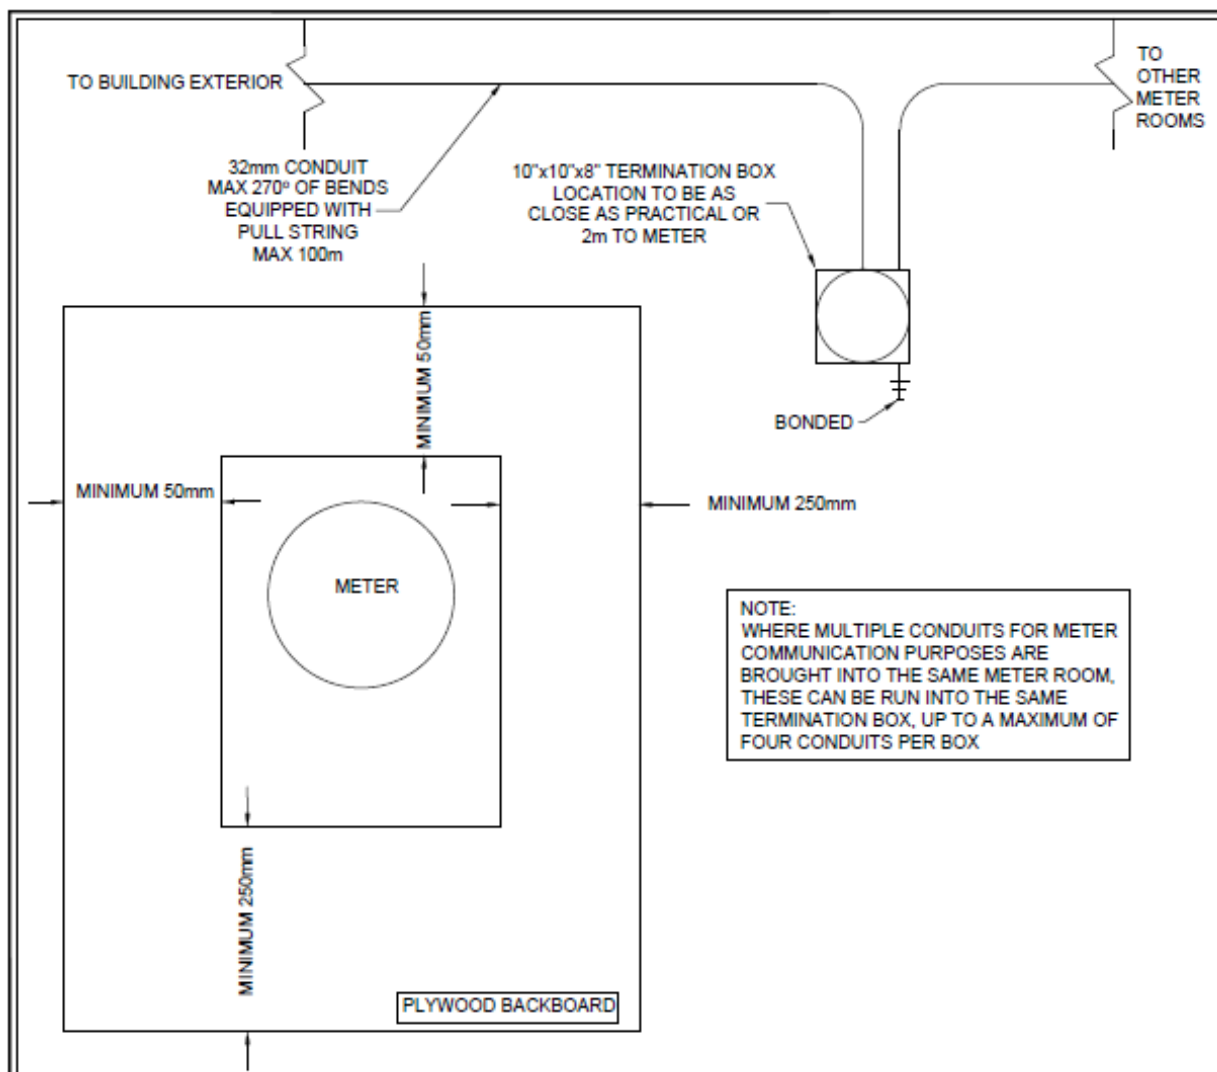 TO BUILDING EXTERIOR
TO
OTHER
METER
ROOMS
32mm CONDUIT
MAX 270° OF BENDS
EQUIPPED WITH
PULL STRING
MAX 100m
10"x10"x8" TERMINATION BOX
LOCATION TO BE AS
CLOSE AS PRACTICAL OR
2m TO METER
BONDED
MINIMUM 50mm
MINIMUM 50mm
MINIMUM 250mm
METER
NOTE:
WHERE MULTIPLE CONDUITS FOR METER
COMMUNICATION PURPOSES ARE
BROUGHT INTO THE SAME METER ROOM,
THESE CAN BE RUN INTO THE SAME
TERMINATION BOX, UP TO A MAXIMUM OF
FOUR CONDUITS PER BOX
MINIMUM 250mm
PLYWOOD BACKBOARD